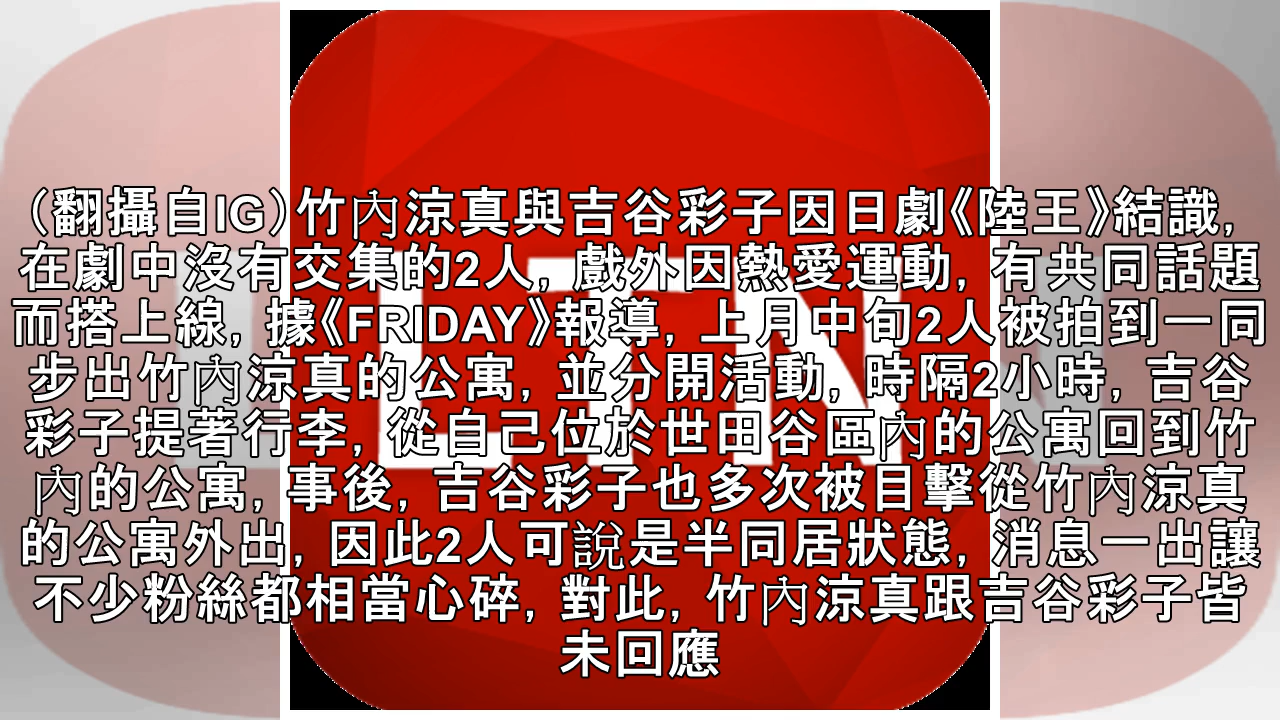 （翻攝自IG）竹內涼真與吉谷彩子因日劇《陸王》結識,
在劇中沒有交集的2人, 戲外因熱愛運動, 有共同話題
而搭上線, 據《FRIDAY》報導, 上月中旬2人被拍到一同
步出竹內涼真的公寓, 並分開活動, 時隔2小時, 吉谷
彩子提著行李, 從自己位於世田谷區內的公寓回到竹
內的公寓, 事後, 吉谷彩子也多次被目擊從竹內涼真
的公寓外出, 因此2人可說是半同居狀態, 消息一出讓
不少粉絲都相當心碎, 對此, 竹內涼真跟吉谷彩子皆
未回應
LTN